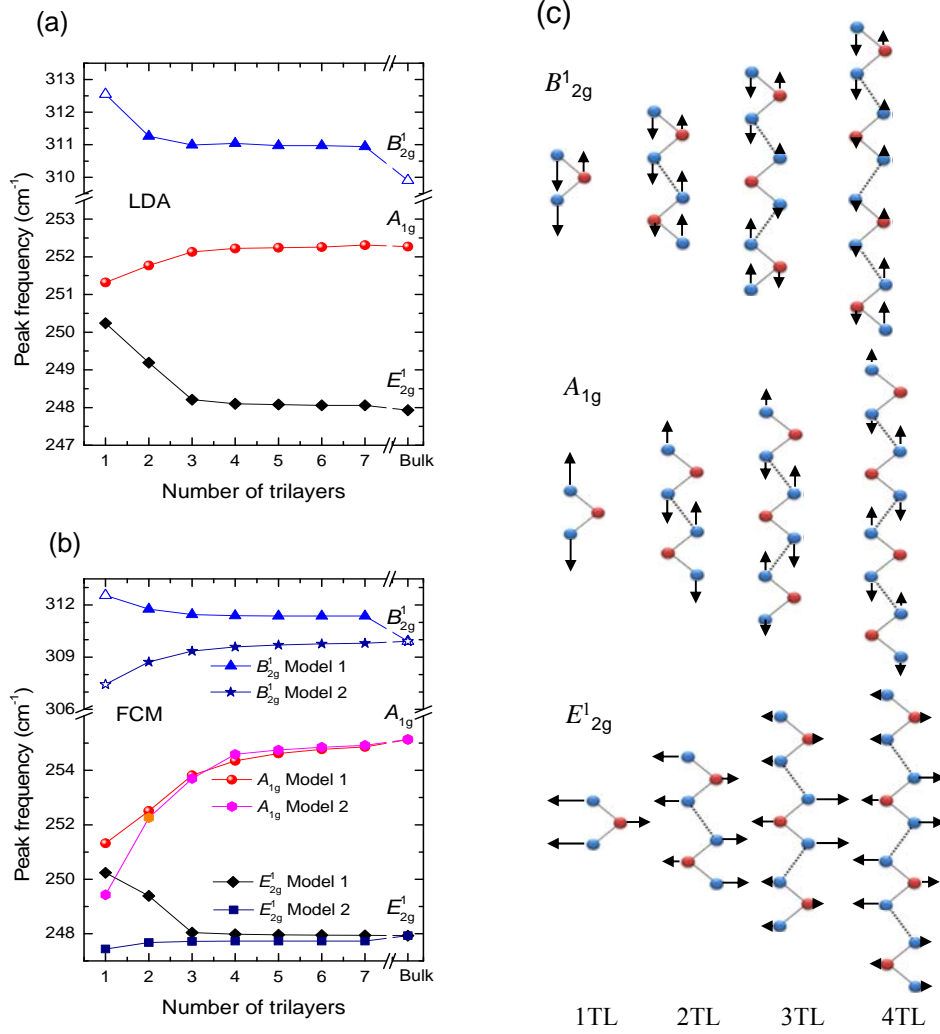 (a)
313
312
311
310
253
252
251
250
249
248
247
Peak frequency (cm⁻¹)
LDA
B¹₂g
A₁g
E¹₂g
1 2 3 4 5 6 7 Bulk
Number of trilayers
(b)
312
309
306
254
252
250
248
Peak frequency (cm⁻¹)
FCM
B¹₂g
B¹₂g Model 1
B¹₂g Model 2
A₁g
A₁g Model 1
A₁g Model 2
E¹₂g Model 1
E¹₂g Model 2
E¹₂g
1 2 3 4 5 6 7 Bulk
Number of trilayers
(c)
B¹₂g
A₁g
E¹₂g
1TL 2TL 3TL 4TL